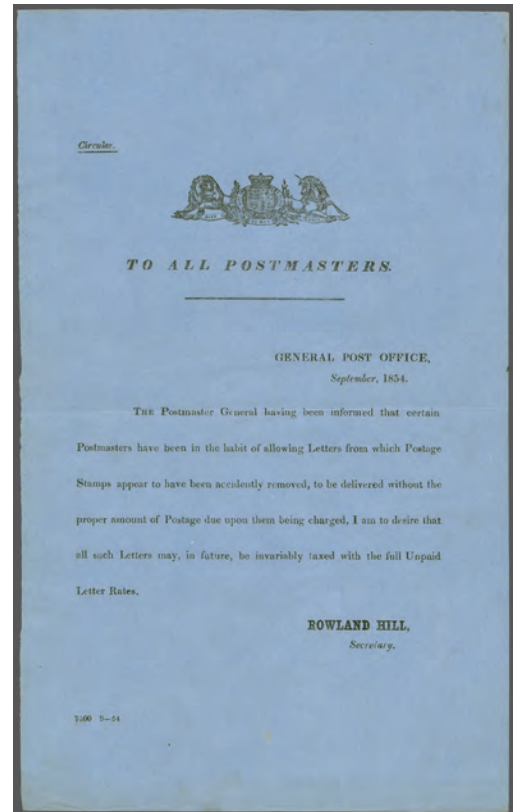 Circular.
TO ALL POSTMASTERS.
GENERAL POST OFFICE,
September, 1854.
THE Postmaster General having been informed that certain
Postmasters have been in the habit of allowing Letters from which Postage
Stamps appear to have been accidently removed, to be delivered without the
proper amount of Postage due upon them being charged, I am to desire that
all such Letters may, in future, be invariably taxed with the full Unpaid
Letter Rates.
ROWLAND HILL,
Secretary.
9—54